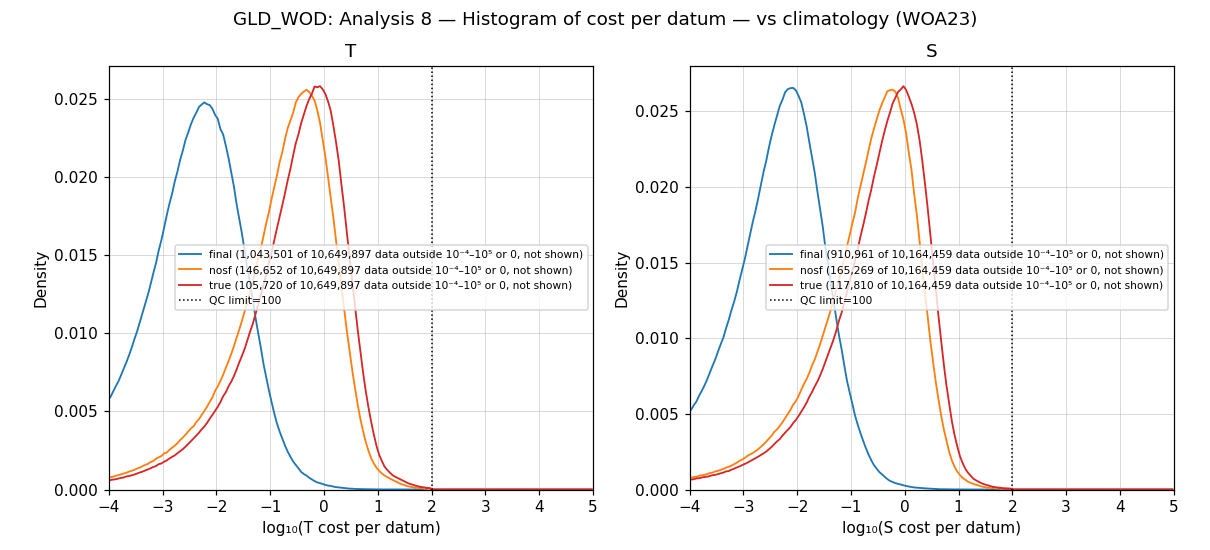 GLD_WOD: Analysis 8 — Histogram of cost per datum — vs climatology (WOA23)
T
Density
0.025
0.020
0.015
0.010
0.005
0.000
final (1,043,501 of 10,649,897 data outside 10⁻⁴–10⁵ or 0, not shown)
nosf (146,652 of 10,649,897 data outside 10⁻⁴–10⁵ or 0, not shown)
true (105,720 of 10,649,897 data outside 10⁻⁴–10⁵ or 0, not shown)
QC limit=100
−4 −3 −2 −1 0 1 2 3 4 5
log₁₀(T cost per datum)
S
Density
0.025
0.020
0.015
0.010
0.005
0.000
final (910,961 of 10,164,459 data outside 10⁻⁴–10⁵ or 0, not shown)
nosf (165,269 of 10,164,459 data outside 10⁻⁴–10⁵ or 0, not shown)
true (117,810 of 10,164,459 data outside 10⁻⁴–10⁵ or 0, not shown)
QC limit=100
−4 −3 −2 −1 0 1 2 3 4 5
log₁₀(S cost per datum)